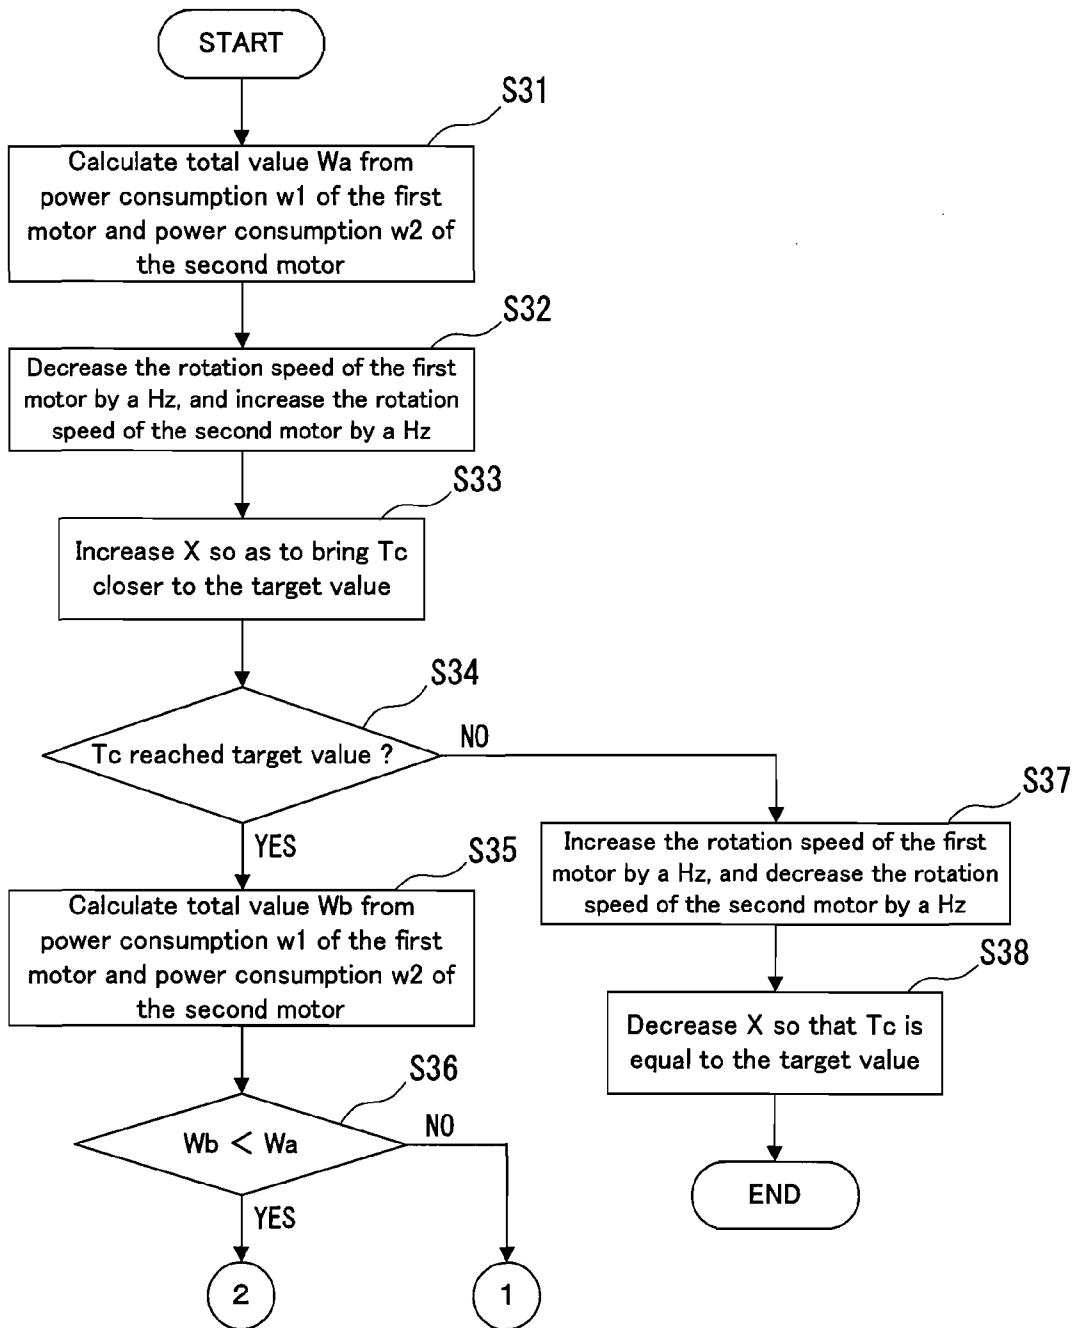 START
S31
Calculate total value Wa from
power consumption w1 of the first
motor and power consumption w2 of
the second motor
S32
Decrease the rotation speed of the first
motor by a Hz, and increase the rotation
speed of the second motor by a Hz
S33
Increase X so as to bring Tc
closer to the target value
S34
Tc reached target value ?
NO
YES
S35
Calculate total value Wb from
power consumption w1 of the first
motor and power consumption w2 of
the second motor
S36
Wb < Wa
NO
YES
2
1
S37
Increase the rotation speed of the first
motor by a Hz, and decrease the rotation
speed of the second motor by a Hz
S38
Decrease X so that Tc is
equal to the target value
END